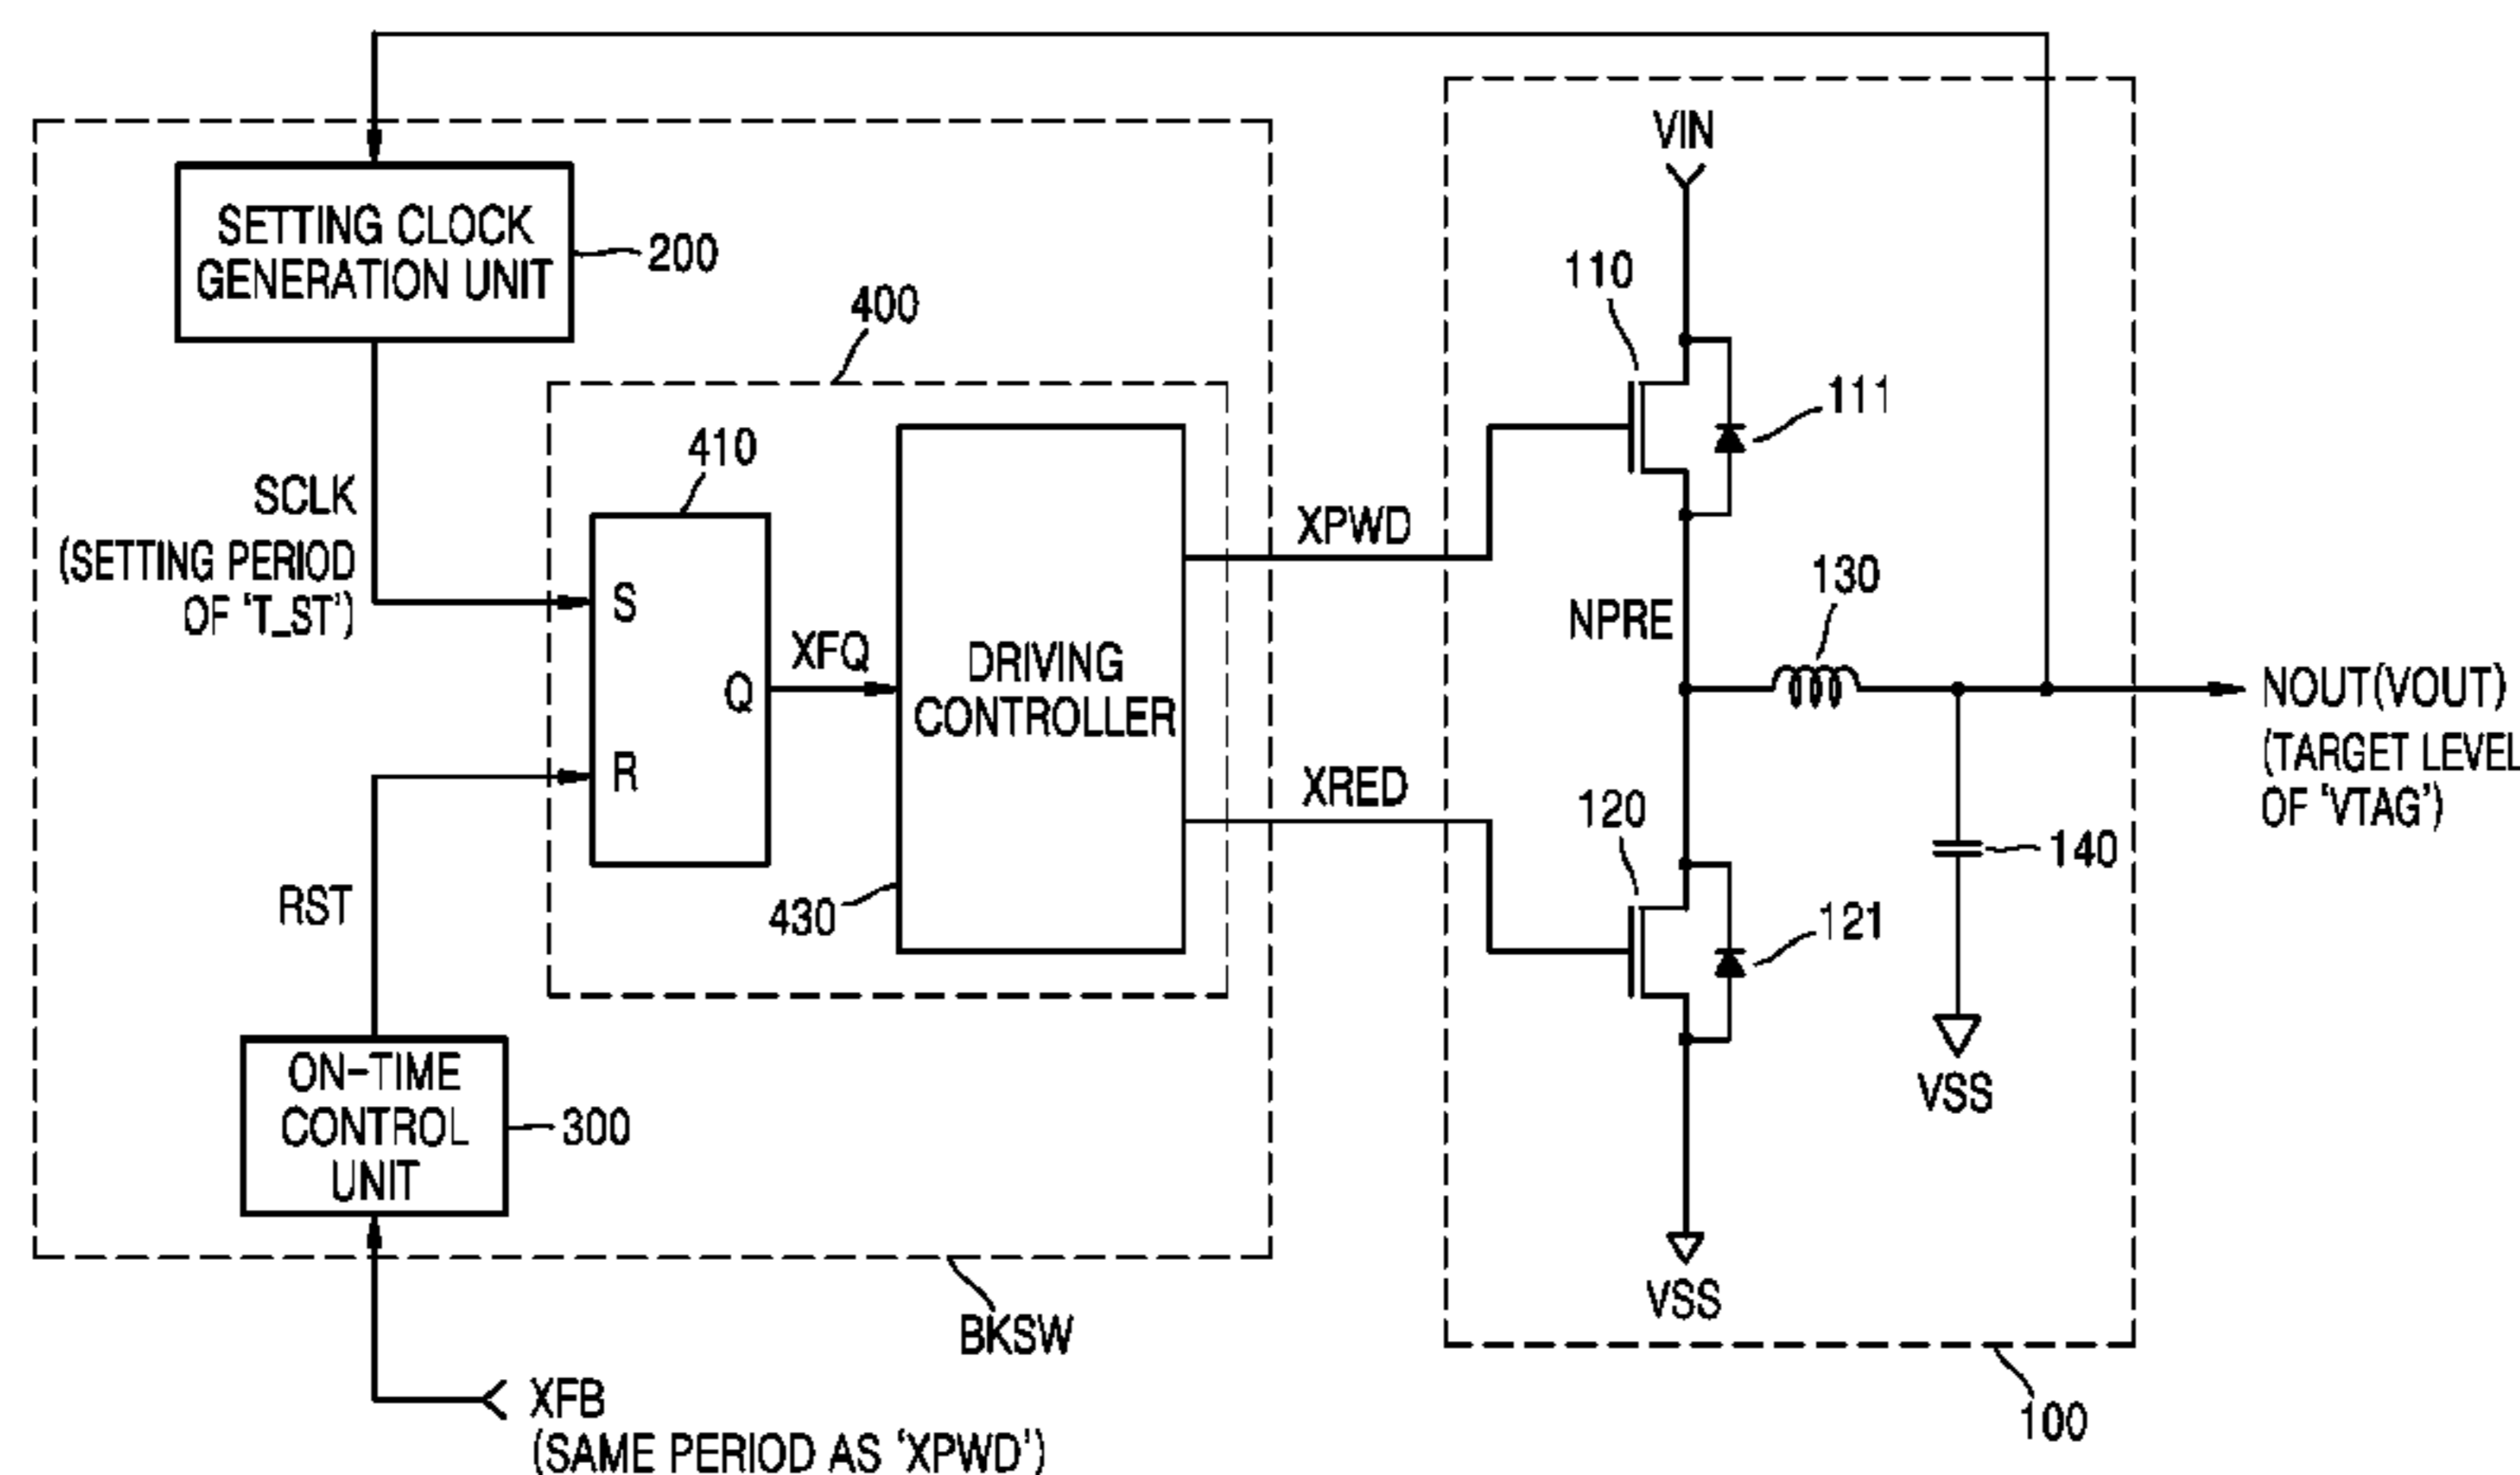 VIN
SETTING CLOCK
GENERATION UNIT
200
110
400
111
410
SCLK
(SETTING PERIOD
OF 'T_ST')
XPWD
130
S
NPRE
XFQ
Q
DRIVING
CONTROLLER
NOUT(VOUT)
(TARGET LEVEL
OF 'VTAG')
R
XRED
120
140
RST
430
121
ON-TIME
CONTROL
UNIT
300
VSS
VSS
BKSW
XFB
(SAME PERIOD AS 'XPWD')
100